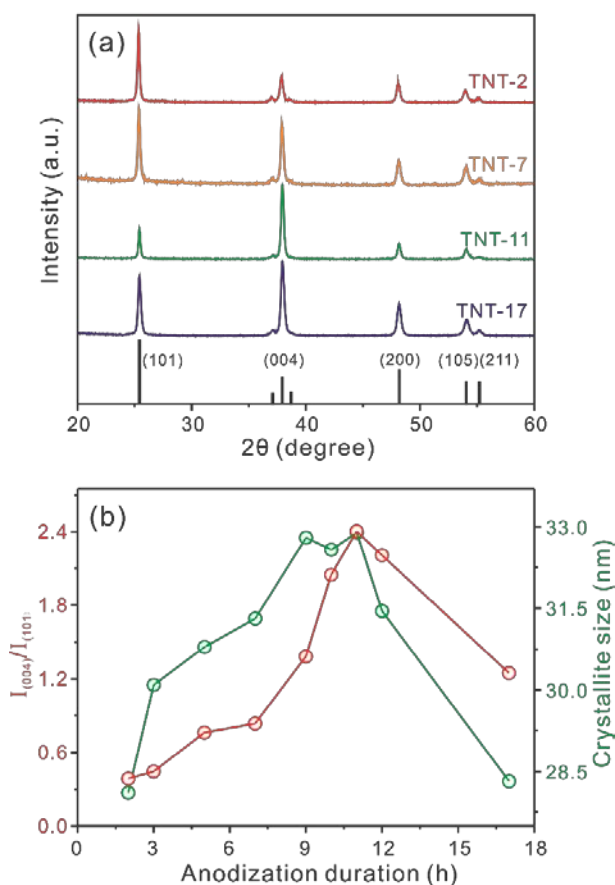 (a)
TNT-2
TNT-7
TNT-11
TNT-17
Intensity (a.u.)
(101) (004) (200) (105)(211)
20 30 40 50 60
2θ (degree)
(b)
2.4 33.0
1.8 31.5
1.2 30.0
0.6 28.5
0.0
I(004)/I(101)
Crystallite size (nm)
0 3 6 9 12 15 18
Anodization duration (h)